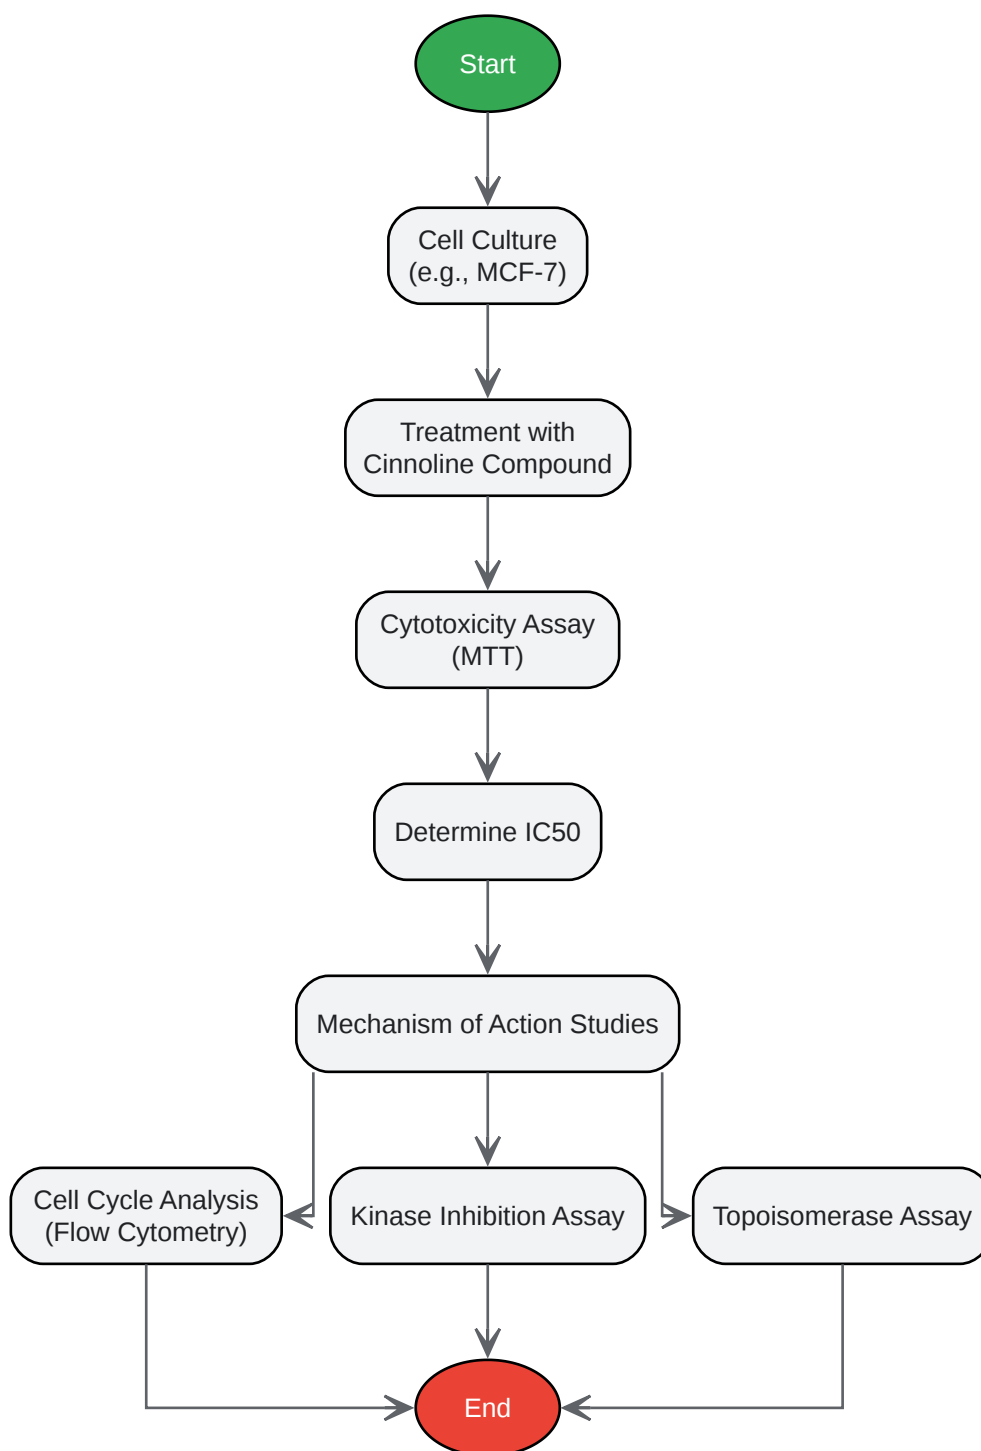 Start
Cell Culture
(e.g., MCF-7)
Treatment with
Cinnoline Compound
Cytotoxicity Assay
(MTT)
Determine IC50
Mechanism of Action Studies
Cell Cycle Analysis
(Flow Cytometry)
Kinase Inhibition Assay
Topoisomerase Assay
End